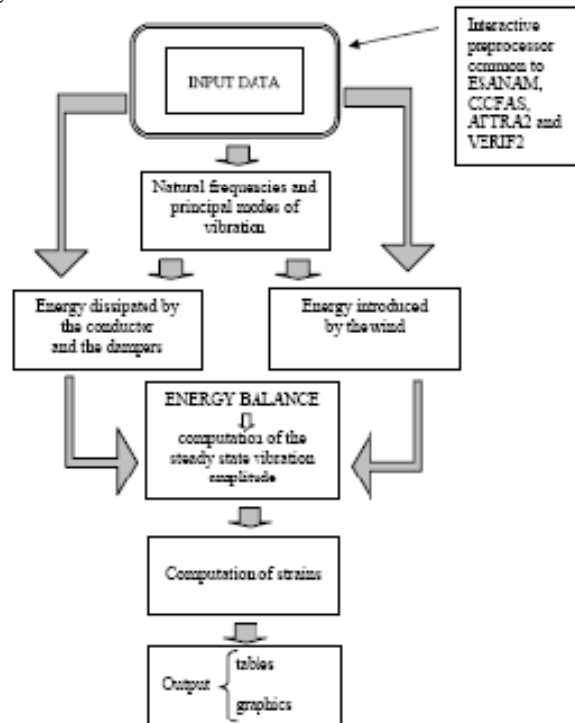 Interactive
preprocessor
common to
ESANAM,
CICFAS,
ATTRA2 and
VERIF2
INPUT DATA
Natural frequencies and
principal modes of
vibration
Energy dissipated by
the conductor
and the dampers
Energy introduced
by the wind
ENERGY BALANCE
computation of the
steady state vibration
amplitude
Computation of strains
Output
tables
graphics